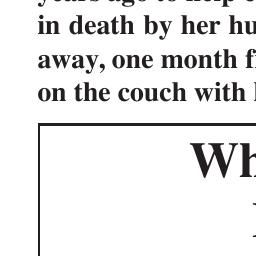 years ago to help
in death by her hu
away, one month f
on the couch with
Wh